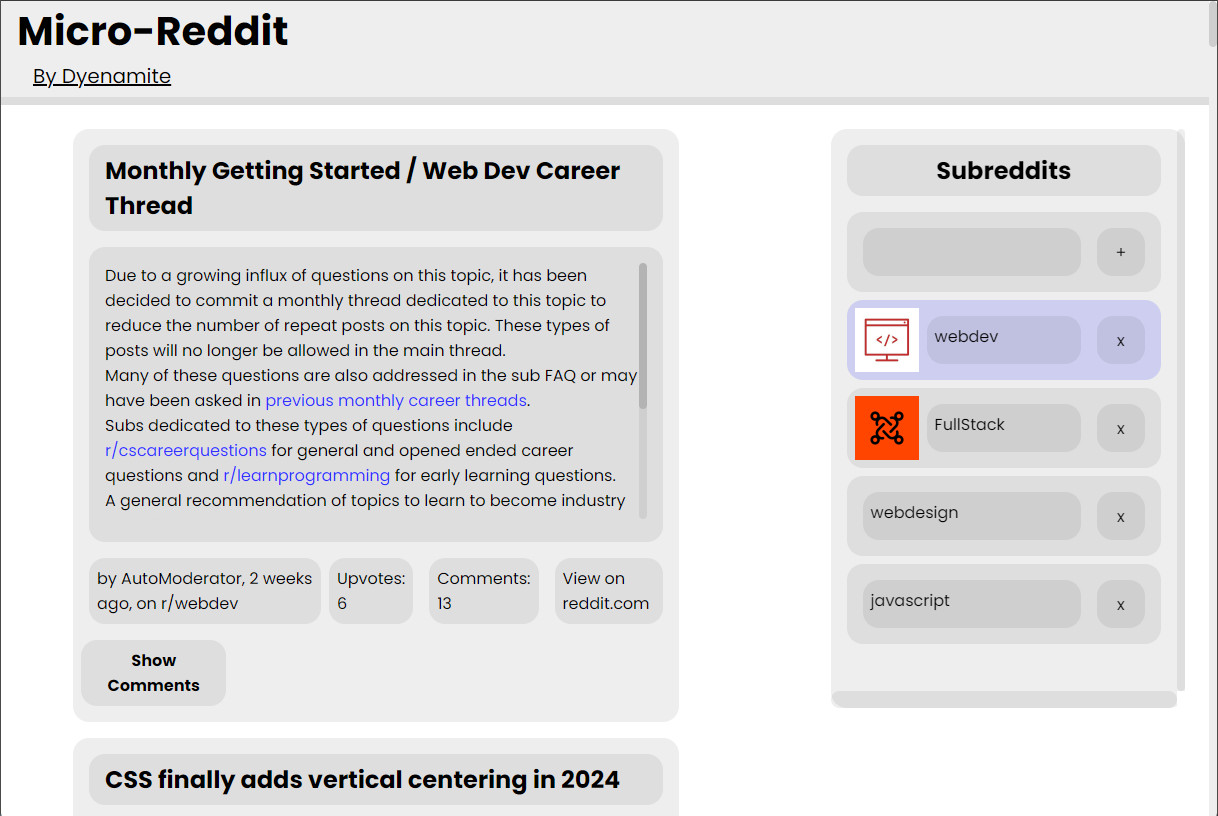 Micro-Reddit
By Dyenamite
Monthly Getting Started / Web Dev Career
Thread
Due to a growing influx of questions on this topic, it has been
decided to commit a monthly thread dedicated to this topic to
reduce the number of repeat posts on this topic. These types of
posts will no longer be allowed in the main thread.
Many of these questions are also addressed in the sub FAQ or may
have been asked in previous monthly career threads.
Subs dedicated to these types of questions include
r/cscareerquestions for general and opened ended career
questions and r/learnprogramming for early learning questions.
A general recommendation of topics to learn to become industry
by AutoModerator, 2 weeks
ago, on r/webdev
Upvotes:
6
Comments:
13
View on
reddit.com
Show
Comments
CSS finally adds vertical centering in 2024
Subreddits
+
</>
webdev
x
FullStack
x
webdesign
x
javascript
x